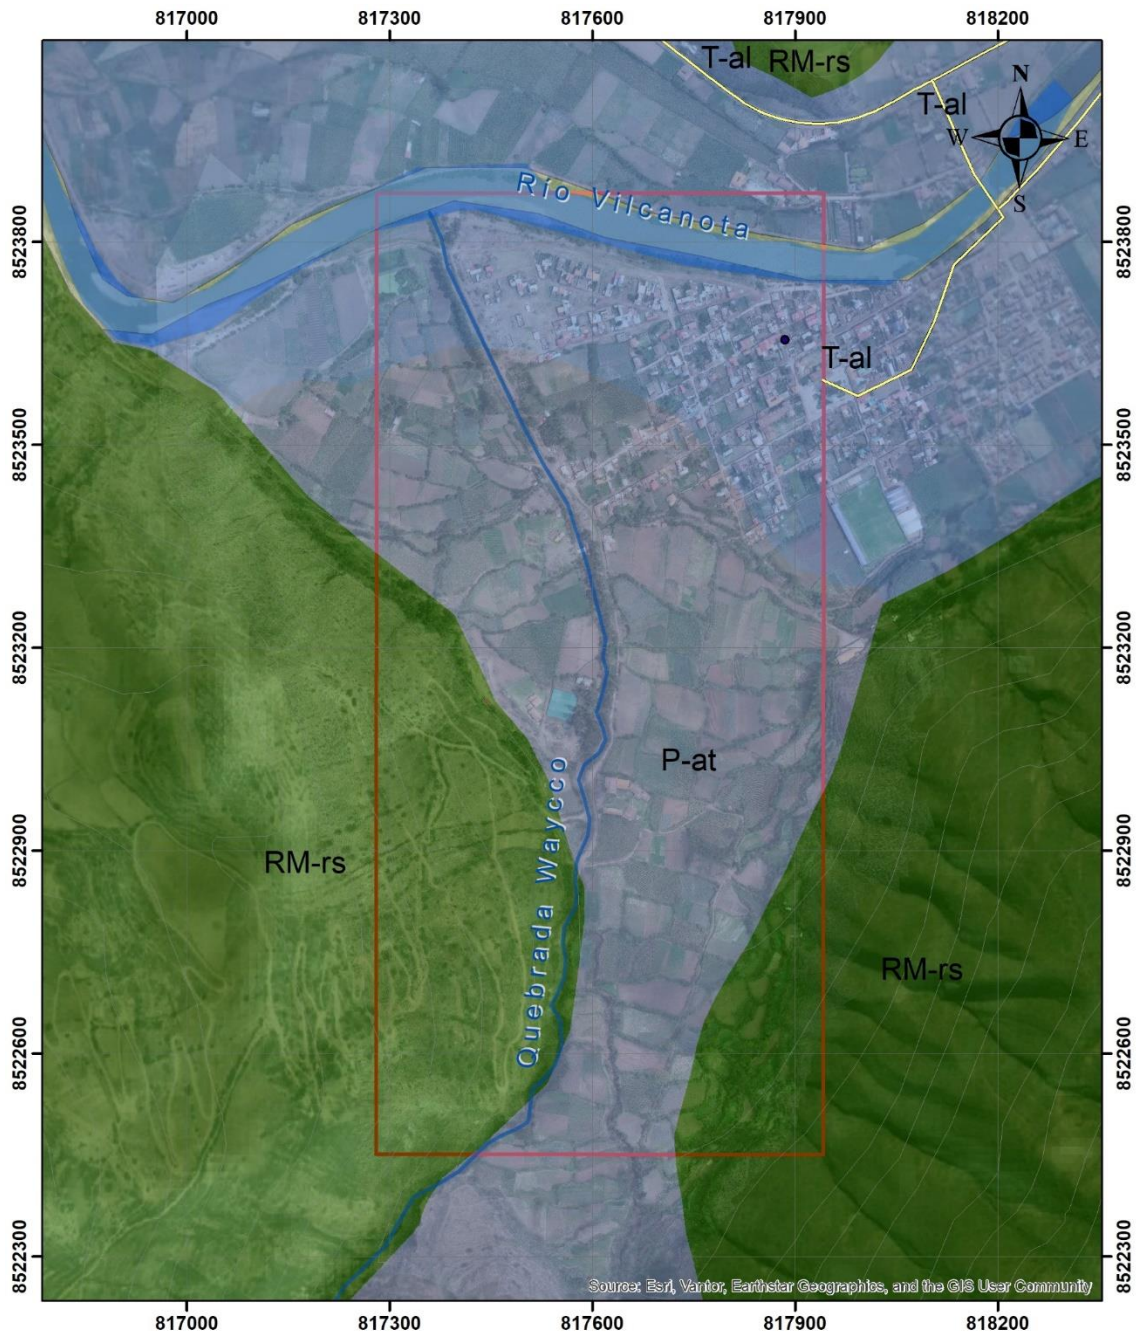 817000 817300 817600 817900 818200
T-al RM-rs
N
T-al
W E
S
Río Vilcanota
8523800 8523800
T-al
8523500 8523500
8523200 8523200
P-at
Quebrada Waycco
8522900 8522900
RM-rs
RM-rs
8522600 8522600
8522300 8522300
Source: Esri, Vantor, Earthstar Geographics, and the GIS User Community
817000 817300 817600 817900 818200